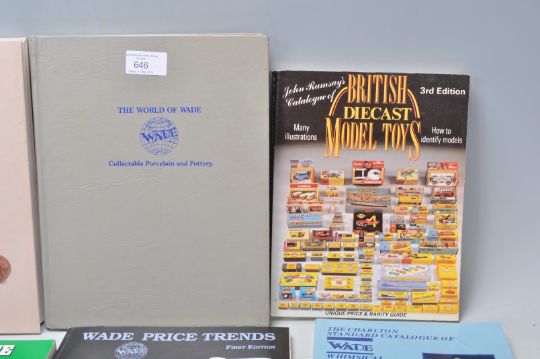 646
THE WORLD OF WADE
WADE
Collectable Porcelain and Pottery.
John Ramsay's
Catalogue of
BRITISH
DIECAST
MODEL TOYS
3rd Edition
Many
illustrations
How to
identify models
UNIQUE PRICE & RARITY GUIDE
WADE PRICE TRENDS
FIRST EDITION
THE CHARLTON
STANDARD CATALOGUE OF
WADE
WHIMSICAL